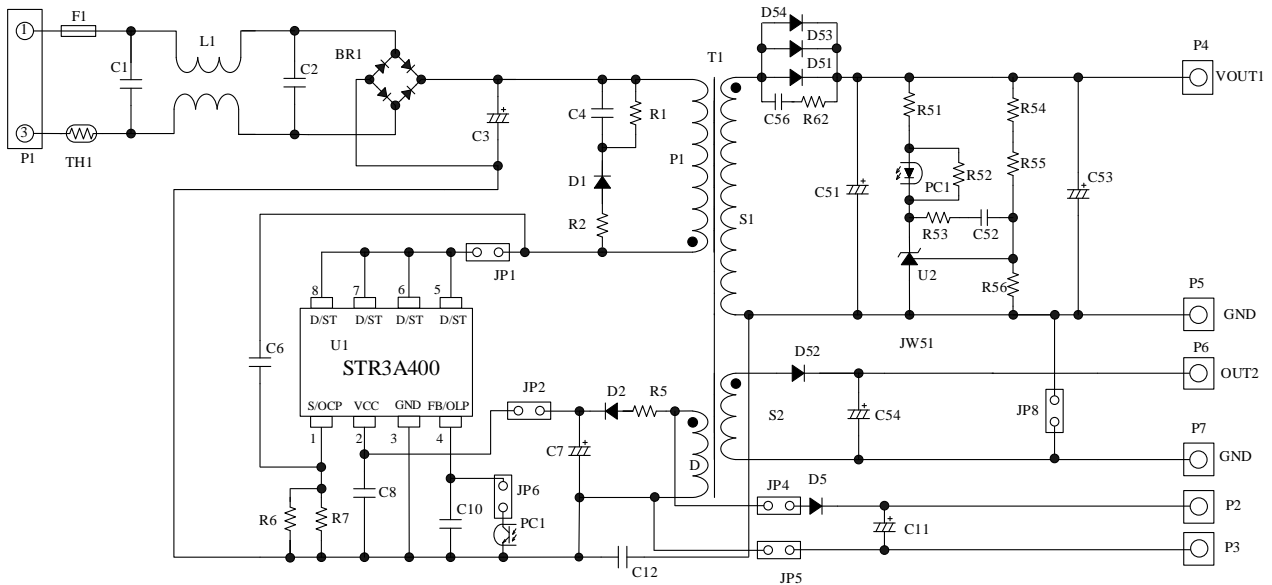 D54
D53
D51
C56
R62
1
F1
C1
L1
C2
BR1
T1
P4
VOUT1
3
P1
TH1
C3
C4
R1
P1
D1
R2
S1
C51
R51
PC1
R52
R53
C52
U2
R54
R55
R56
C53
JP1
8
7
6
5
D/ST
D/ST
D/ST
D/ST
U1
STR3A400
S/OCP
VCC
GND
FB/OLP
1
2
3
4
C6
P5
GND
JW51
P6
OUT2
D52
JP2
D2
R5
S2
C54
JP8
C7
D
P7
GND
R6
R7
C8
C10
JP6
PC1
JP4
D5
P2
C11
C12
JP5
P3
+
+
+
+
+
+